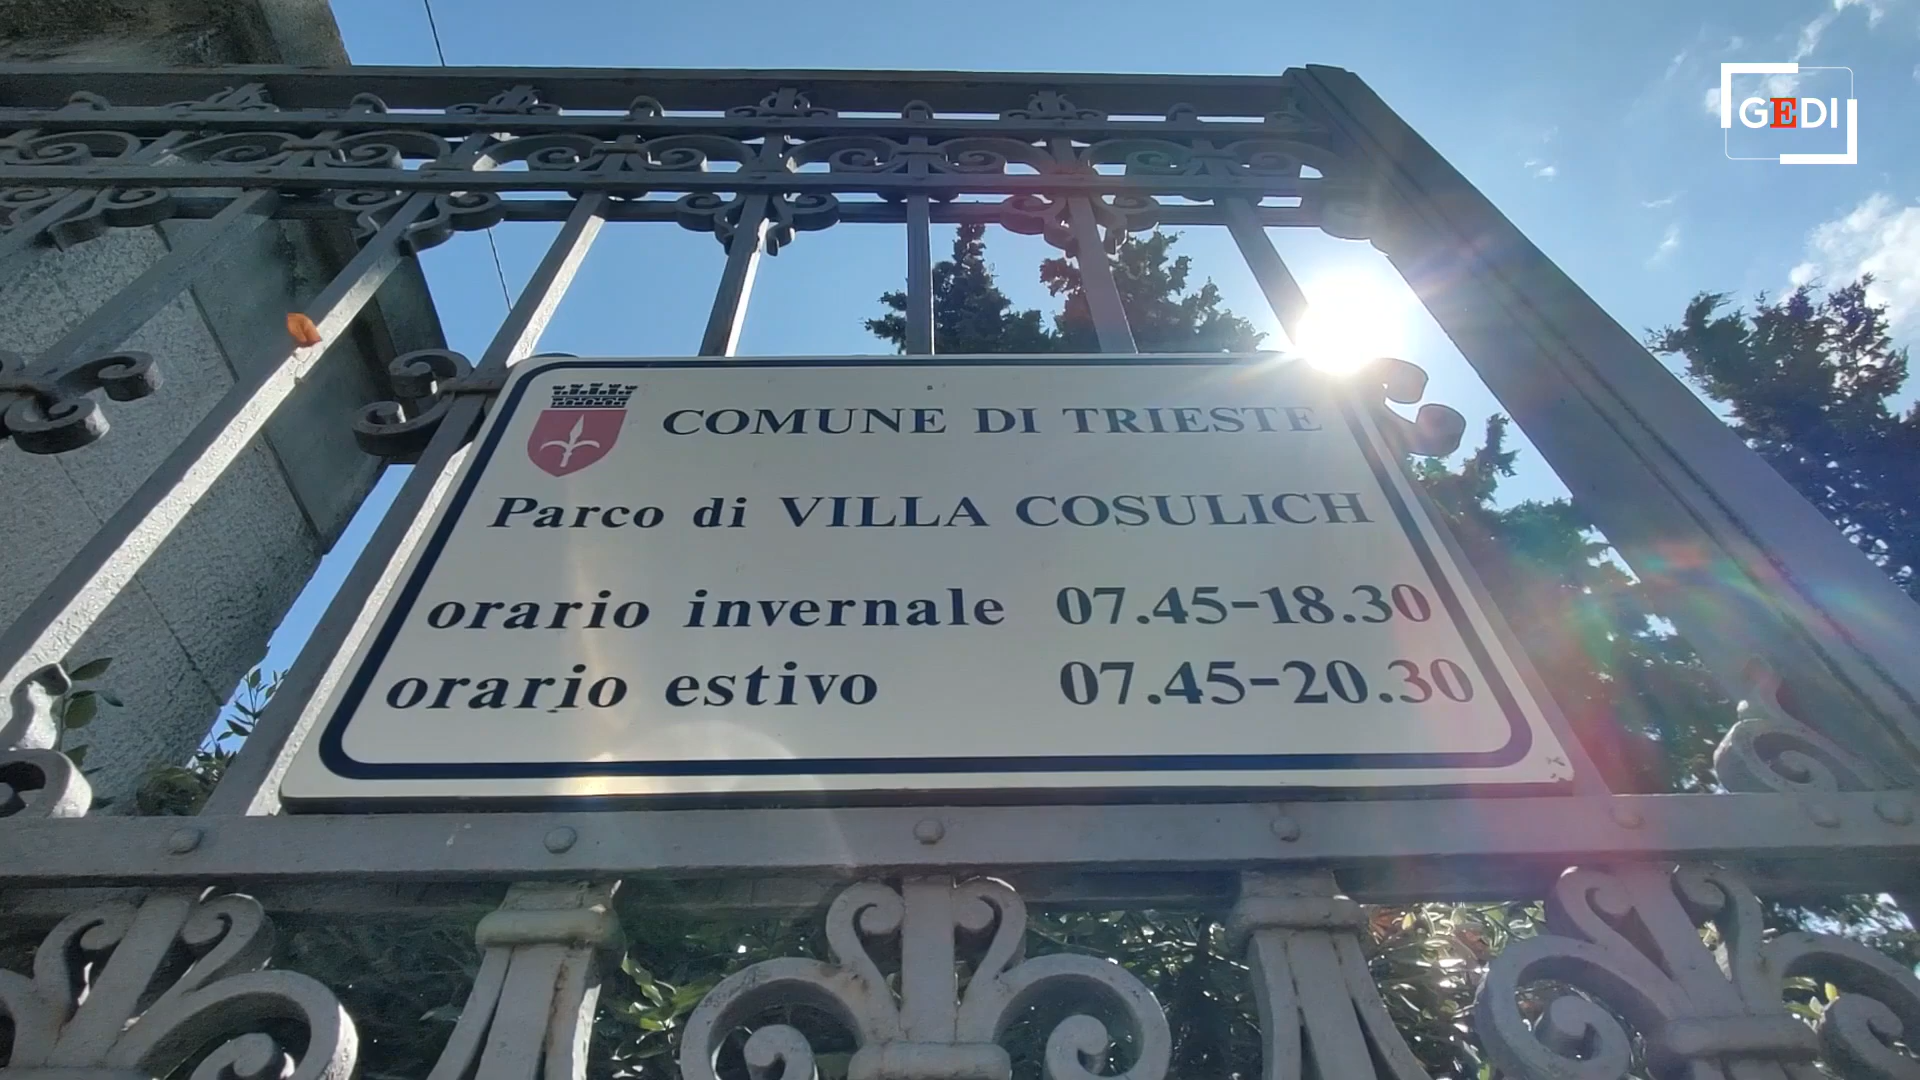 GEDI
COMUNE DI TRIESTE
Parco di VILLA COSULICH
orario invernale 07.45-18.30
orario estivo 07.45-20.30